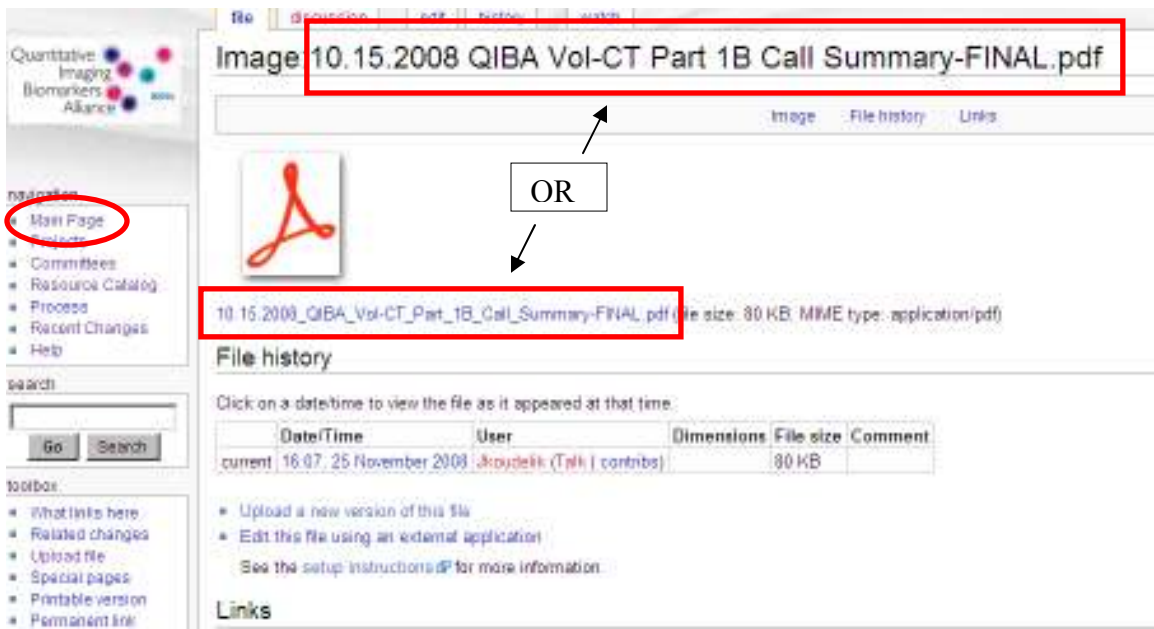 file discussion edit history watch
Quantitative
Imaging
Biomarkers
Alliance
Image:10.15.2008 QIBA Vol-CT Part 1B Call Summary-FINAL.pdf
Image File history Links
OR
navigation
Main Page
Projects
Committees
Resource Catalog
Process
Recent Changes
Help
search
Go Search
toolbox
What links here
Related changes
Upload file
Special pages
Printable version
Permanent link
10.15.2008_QIBA_Vol-CT_Part_1B_Call_Summary-FINAL.pdf (file size: 80 KB, MIME type: application/pdf)
File history
Click on a date/time to view the file as it appeared at that time.
Date/Time User Dimensions File size Comment
current 16:07, 25 November 2008 Jkoudelik (Talk | contribs) 80 KB
Upload a new version of this file
Edit this file using an external application
See the setup instructions for more information.
Links